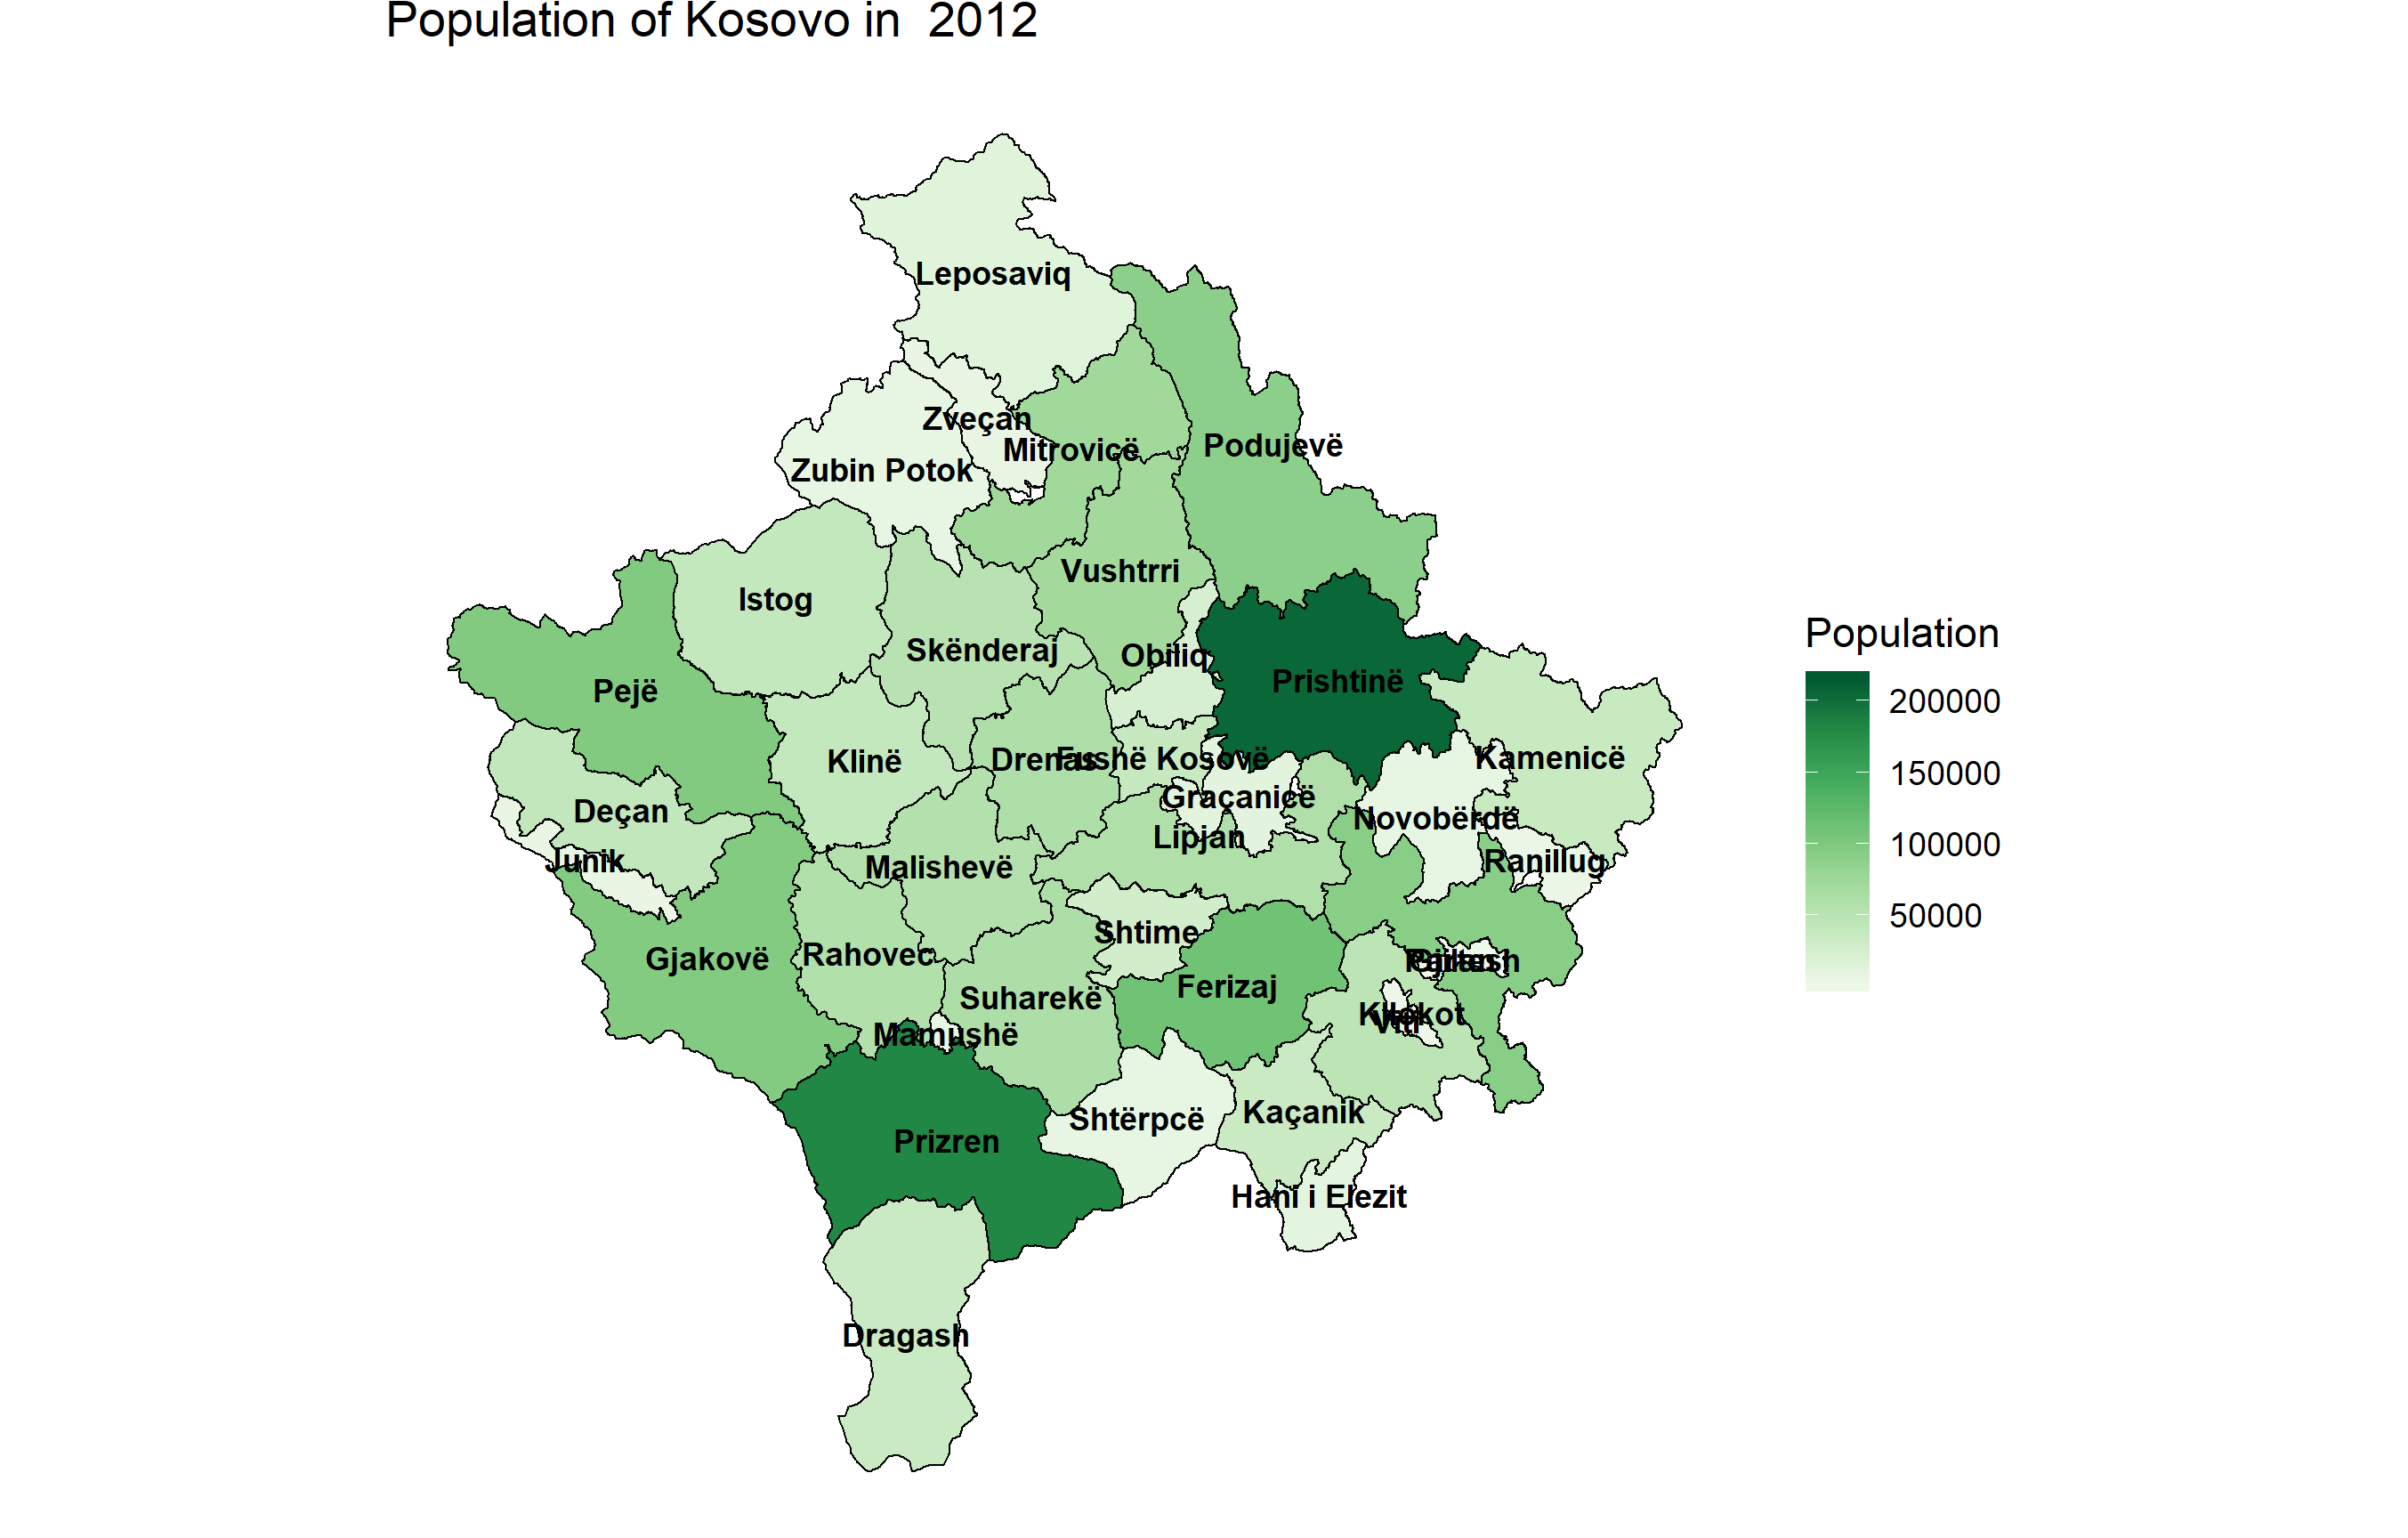 Population of Kosovo in  2012
Leposaviq
Zveçan
Mitrovicë
Podujevë
Zubin Potok
Vushtrri
Istog
Skënderaj
Obiliq
Prishtinë
Pejë
Klinë
Drenas
Fushë Kosovë
Kamenicë
Graçanicë
Deçan
Novobërdë
Lipjan
Junik
Malishevë
Ranillug
Shtime
Gjakovë
Rahovec
Partesh
Gjilan
Ferizaj
Suharekë
Kllokot
Viti
Mamushë
Shtërpcë
Kaçanik
Prizren
Hani i Elezit
Dragash
Population
200000
150000
100000
50000